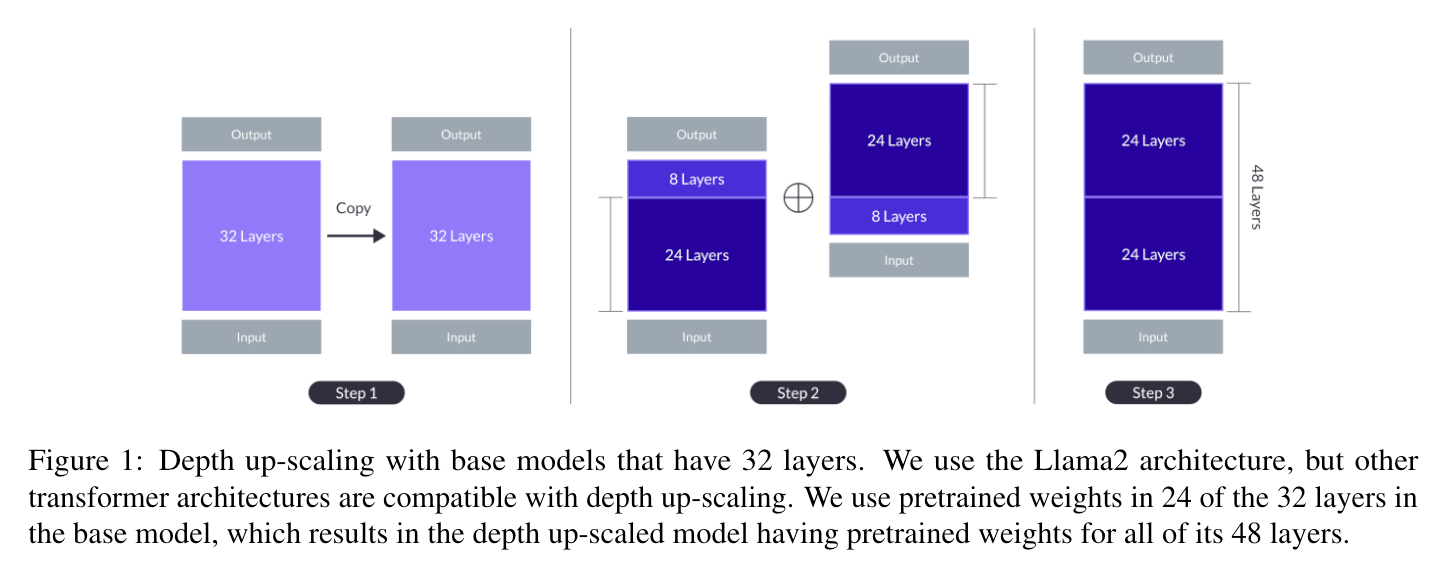 Output
Output
32 Layers
Copy
32 Layers
Input
Input
Step 1
Output
8 Layers
24 Layers
Input
Output
24 Layers
8 Layers
Input
Step 2
Output
24 Layers
24 Layers
48 Layers
Input
Step 3
Figure 1: Depth up-scaling with base models that have 32 layers. We use the Llama2 architecture, but other
transformer architectures are compatible with depth up-scaling. We use pretrained weights in 24 of the 32 layers in
the base model, which results in the depth up-scaled model having pretrained weights for all of its 48 layers.